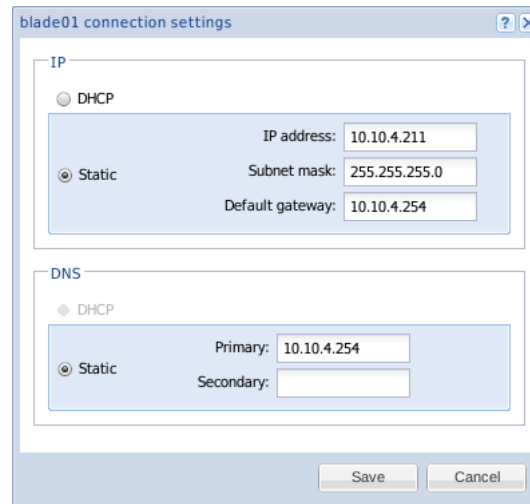 blade01 connection settings ?
IP
DHCP
IP address: 10.10.4.211
Static
Subnet mask: 255.255.255.0
Default gateway: 10.10.4.254
DNS
DHCP
Primary: 10.10.4.254
Static
Secondary:
Save Cancel